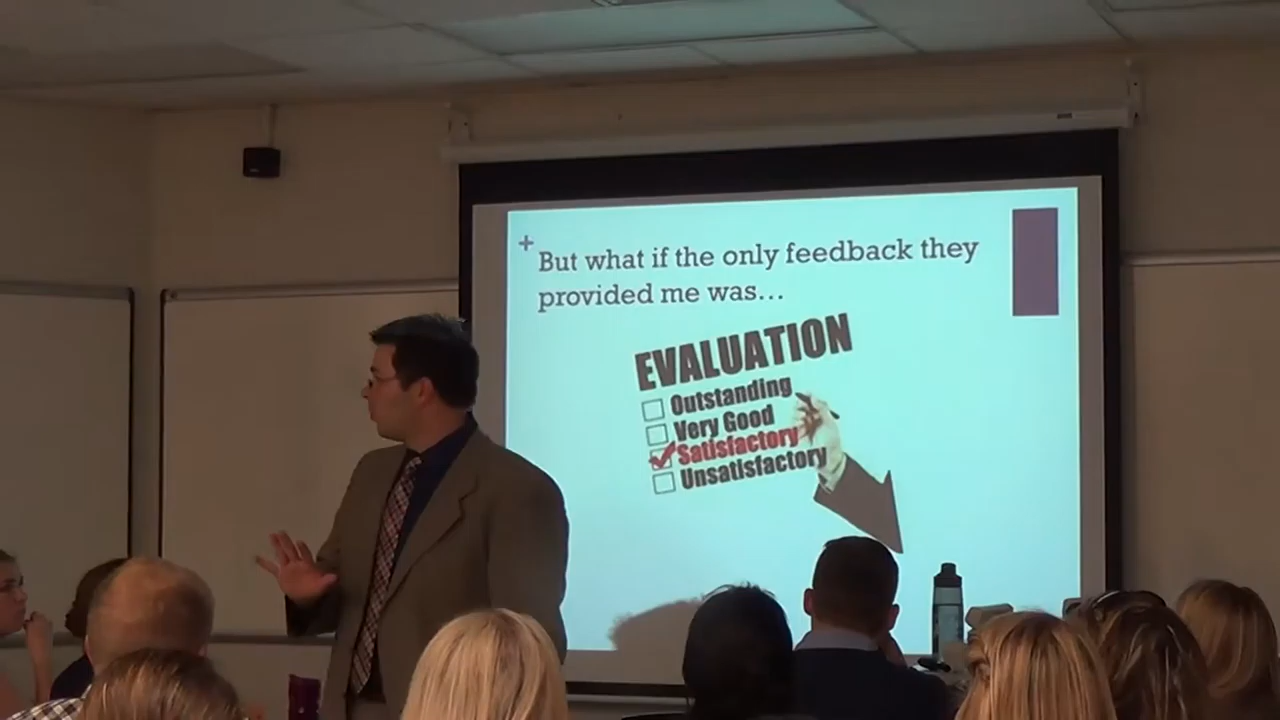 But what if the only feedback they
provided me was...
EVALUATION
Outstanding
Very Good
Satisfactory
Unsatisfactory